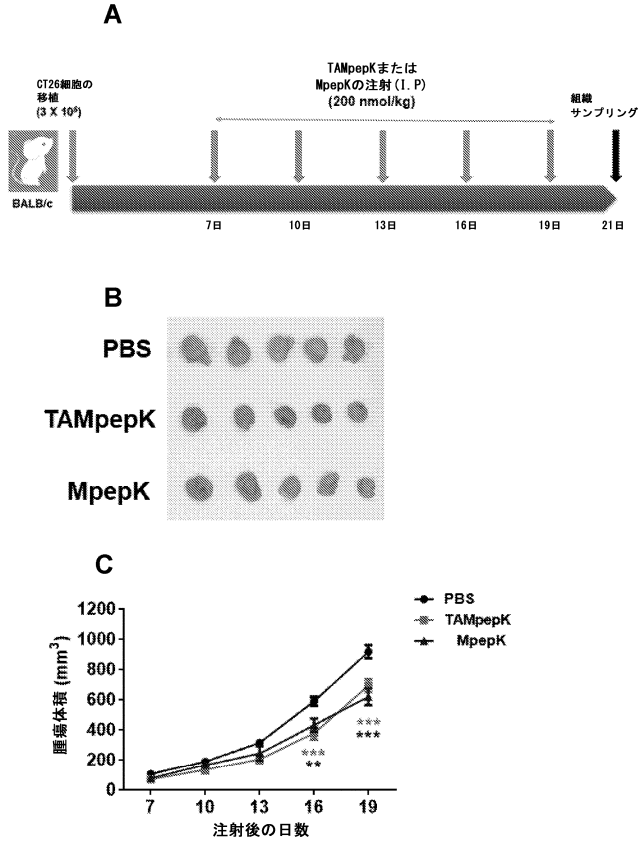 A
CT26細胞の
移植
(3 X 10⁵)
TAMpepKまたは
MpepKの注射(I.P)
(200 nmol/kg)
組織
サンプリング
BALB/c
7日
10日
13日
16日
19日
21日
B
PBS
TAMpepK
MpepK
C
PBS
TAMpepK
MpepK
腫瘍体積 (mm³)
1200
1000
800
600
400
200
0
***
**
***
***
7
10
13
16
19
注射後の日数